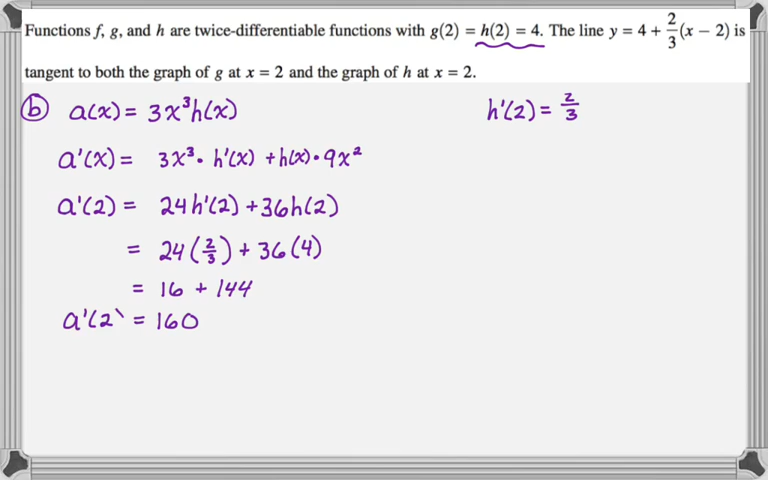 Functions f, g, and h are twice-differentiable functions with g(2) = h(2) = 4. The line y = 4 + 2/3(x − 2) is
tangent to both the graph of g at x = 2 and the graph of h at x = 2.
ⓑ a(x) = 3x³h(x) h'(2) = 2/3
a'(x) = 3x³ · h'(x) + h(x) · 9x²
a'(2) = 24h'(2) + 36h(2)
= 24(2/3) + 36(4)
= 16 + 144
a'(2) = 160